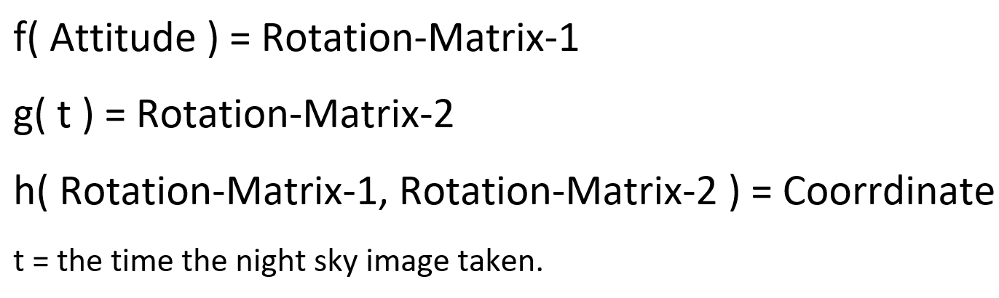 f( Attitude ) = Rotation-Matrix-1
g( t ) = Rotation-Matrix-2
h( Rotation-Matrix-1, Rotation-Matrix-2 ) = Coorrdinate
t = the time the night sky image taken.